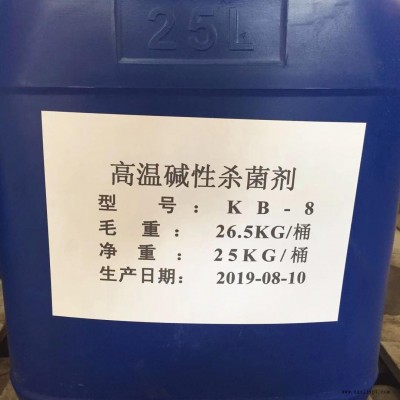 25L
高温碱性杀菌剂
型 号: KB-8
毛 重: 26.5KG/桶
净 重: 25KG/桶
生产日期: 2019-08-10